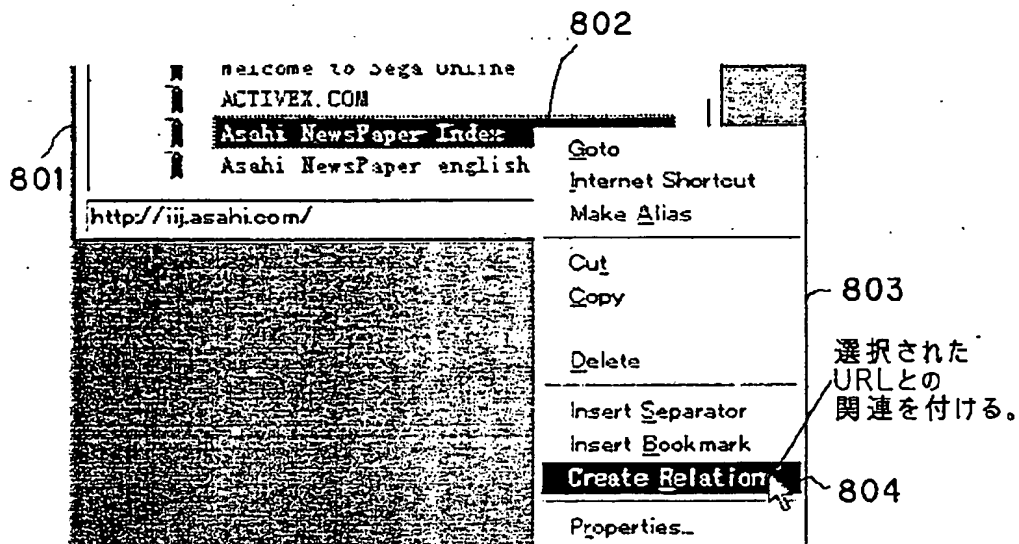 802
Welcome to Sega Online
ACTIVEX.COM
Asahi NewsPaper Index
Asahi NewsPaper english
801
http://iij.asahi.com/
Goto
Internet Shortcut
Make Alias
Cut
Copy
Delete
Insert Separator
Insert Bookmark
Create Relation
Properties...
803
選択された
URLとの
関連を付ける。
804